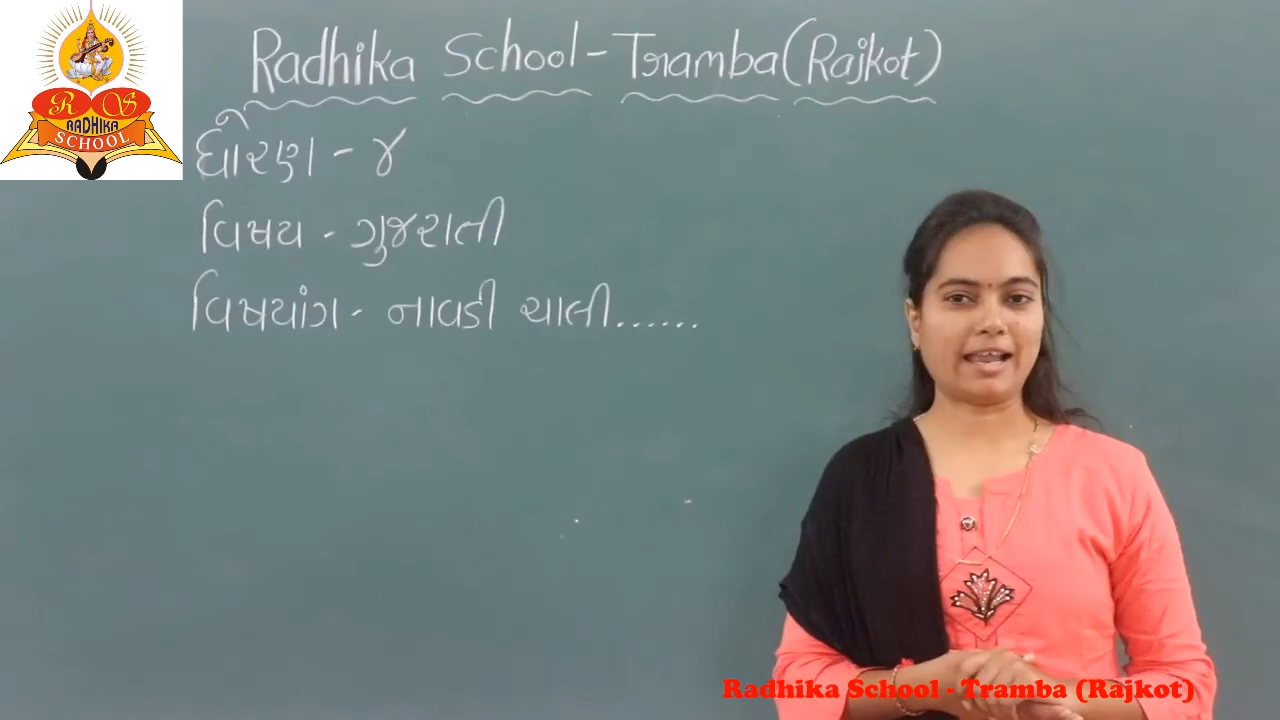 Radhika School - Tramba (Rajkot)
R S
RADHIKA
SCHOOL
ધોરણ - ૪
વિષય - ગુજરાતી
વિષયાંગ - નાવડી ચાલી......
Radhika School - Tramba (Rajkot)